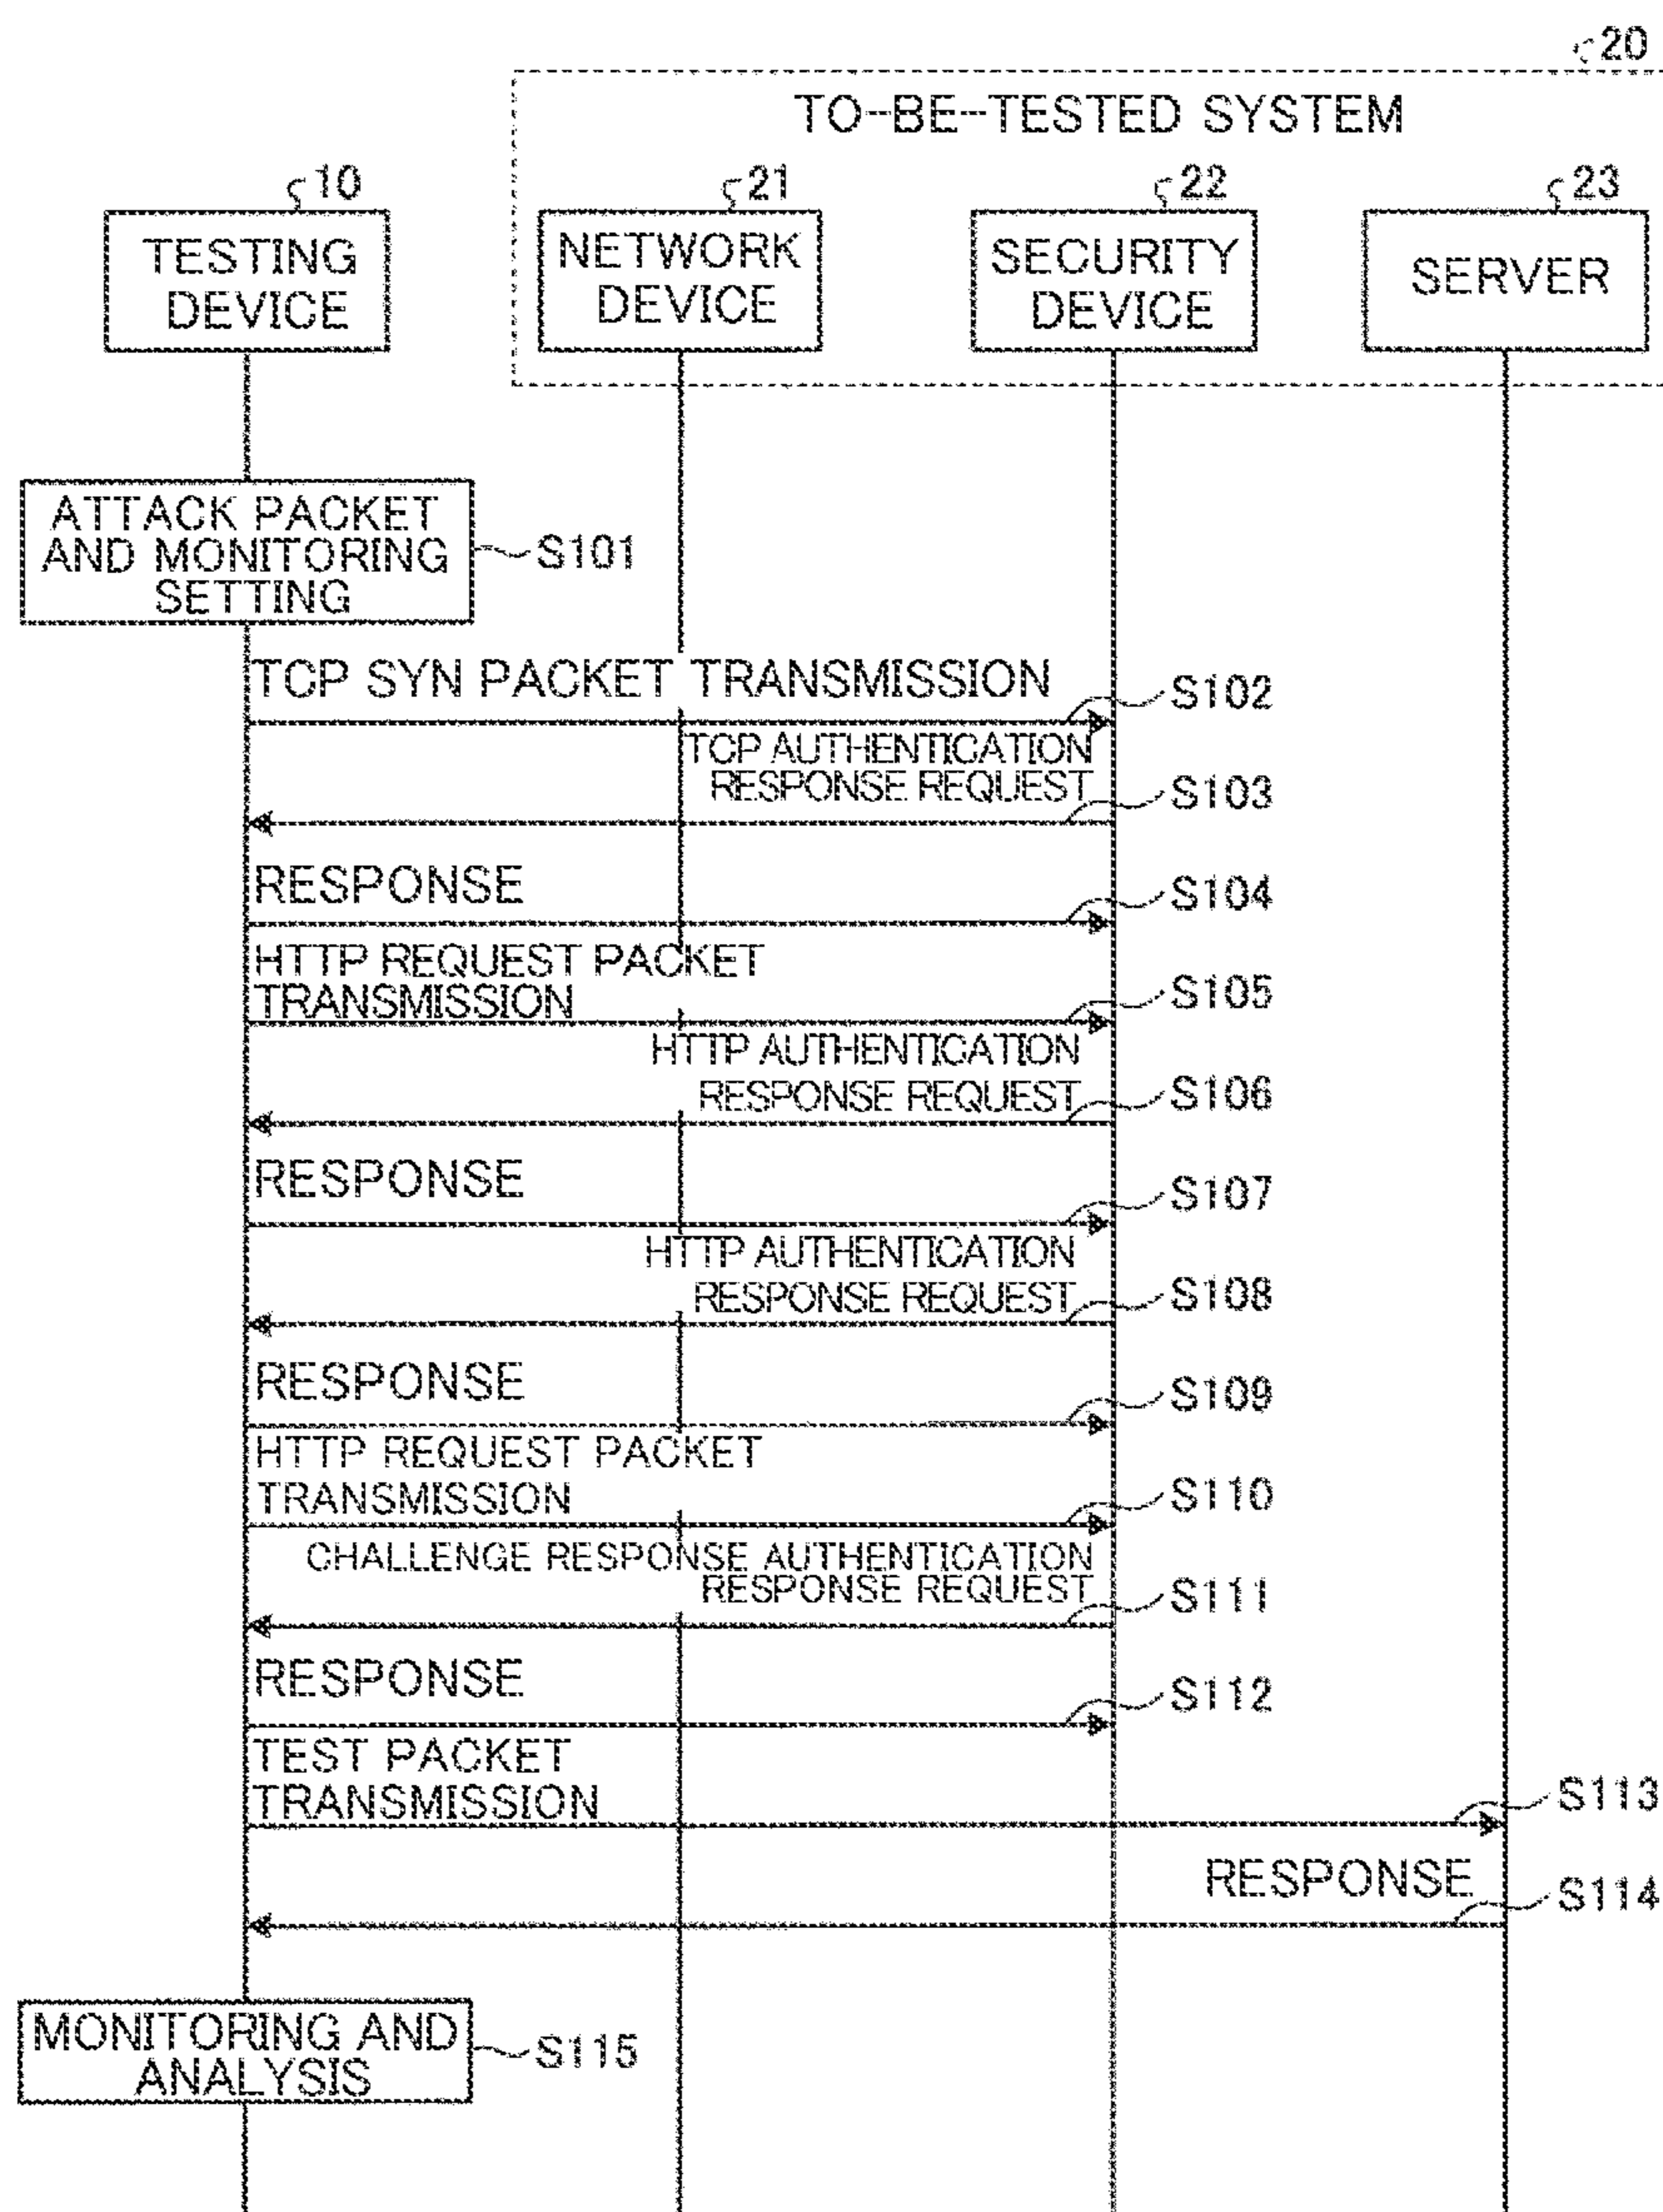 20
TO-BE-TESTED SYSTEM
10
21
22
23
TESTING
DEVICE
NETWORK
DEVICE
SECURITY
DEVICE
SERVER
ATTACK PACKET
AND MONITORING
SETTING
S101
TCP SYN PACKET TRANSMISSION
S102
TCP AUTHENTICATION
RESPONSE REQUEST
S103
RESPONSE
S104
HTTP REQUEST PACKET
TRANSMISSION
S105
HTTP AUTHENTICATION
RESPONSE REQUEST
S106
RESPONSE
S107
HTTP AUTHENTICATION
RESPONSE REQUEST
S108
RESPONSE
S109
HTTP REQUEST PACKET
TRANSMISSION
S110
CHALLENGE RESPONSE AUTHENTICATION
RESPONSE REQUEST
S111
RESPONSE
S112
TEST PACKET
TRANSMISSION
S113
RESPONSE
S114
MONITORING AND
ANALYSIS
S115